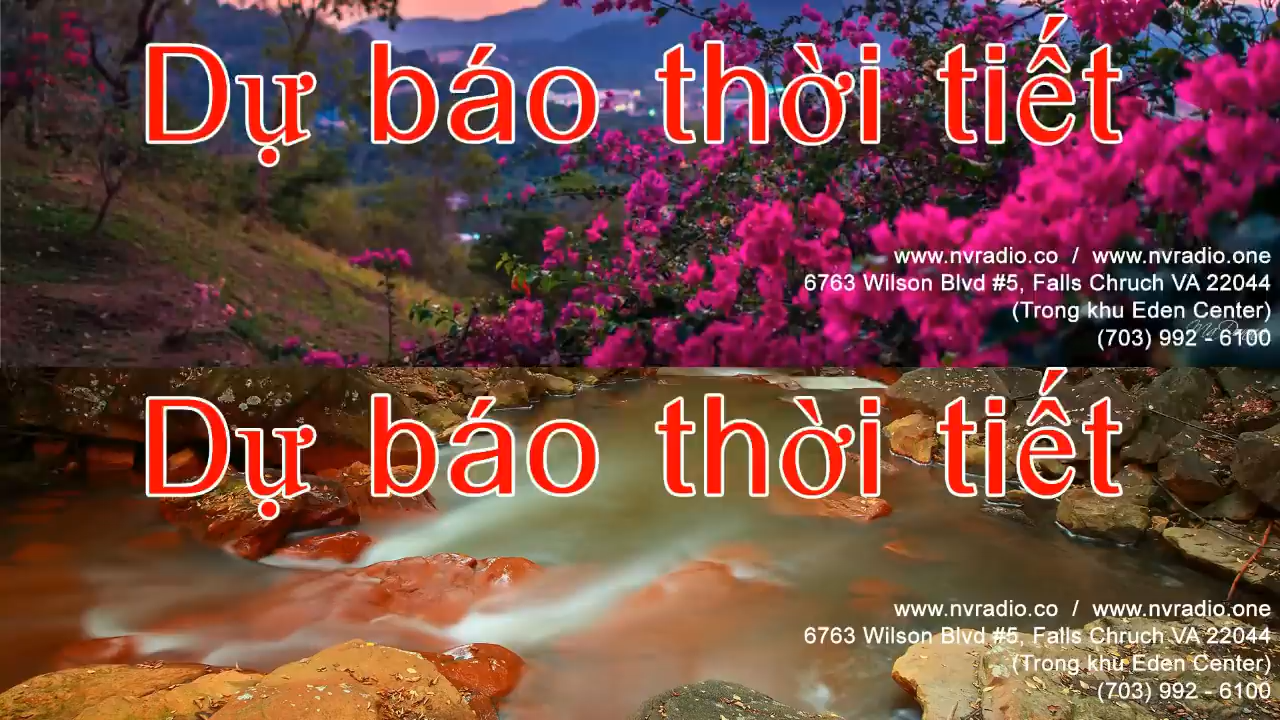 Dự báo thời tiết
www.nvradio.co / www.nvradio.one
6763 Wilson Blvd #5, Falls Chruch VA 22044
(Trong khu Eden Center)
(703) 992 - 6100
Dự báo thời tiết
www.nvradio.co / www.nvradio.one
6763 Wilson Blvd #5, Falls Chruch VA 22044
(Trong khu Eden Center)
(703) 992 - 6100